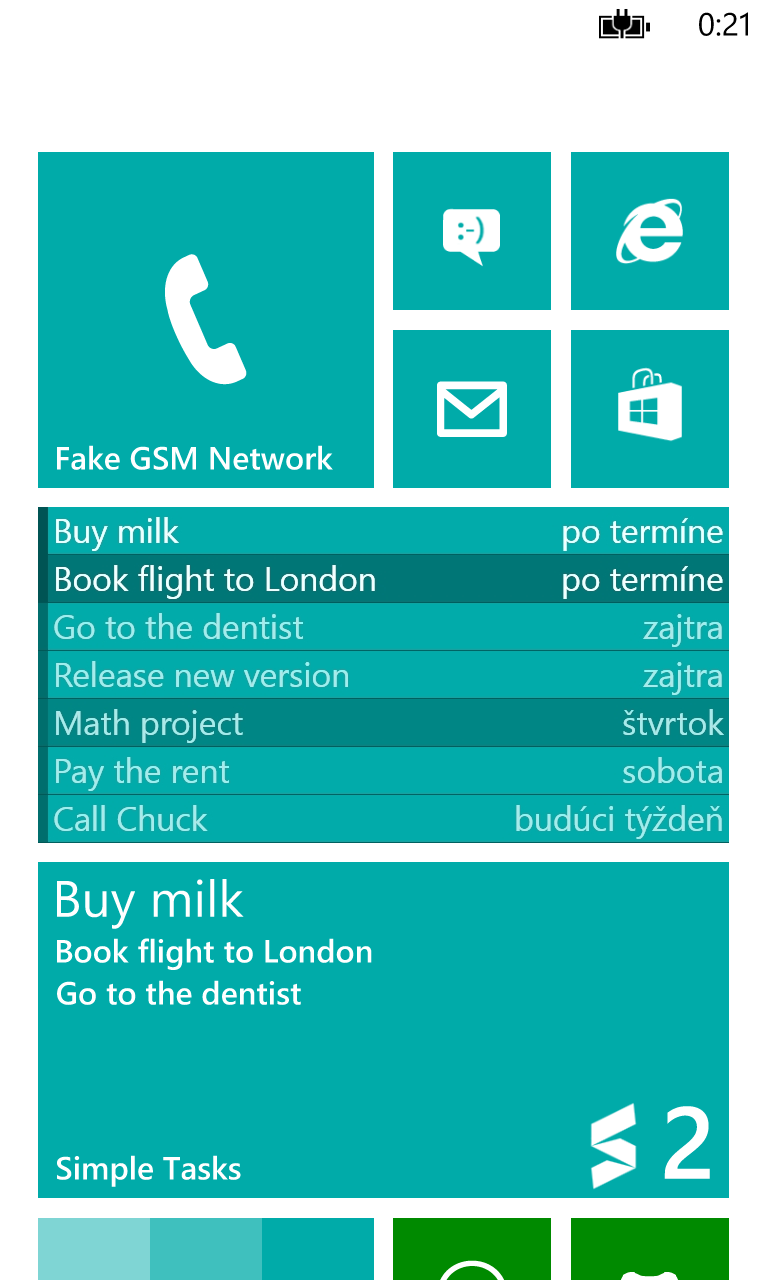 0:21
:-)
Fake GSM Network
Buy milk po termíne
Book flight to London po termíne
Go to the dentist zajtra
Release new version zajtra
Math project štvrtok
Pay the rent sobota
Call Chuck budúci týždeň
Buy milk
Book flight to London
Go to the dentist
Simple Tasks 2